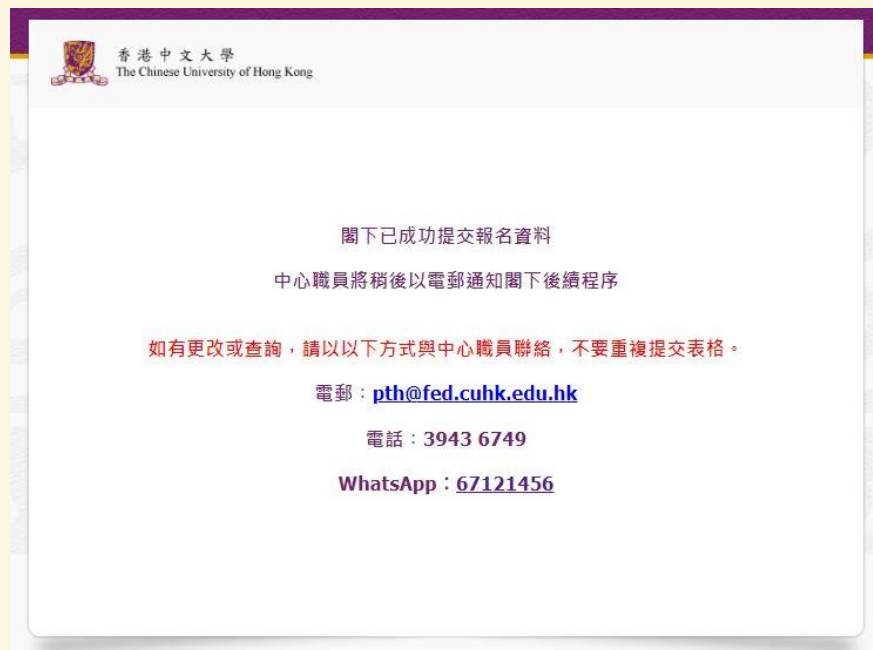 香港中文大學
The Chinese University of Hong Kong
閣下已成功提交報名資料
中心職員將稍後以電郵通知閣下後續程序
如有更改或查詢，請以以下方式與中心職員聯絡，不要重複提交表格。
電郵：pth@fed.cuhk.edu.hk
電話：3943 6749
WhatsApp：67121456